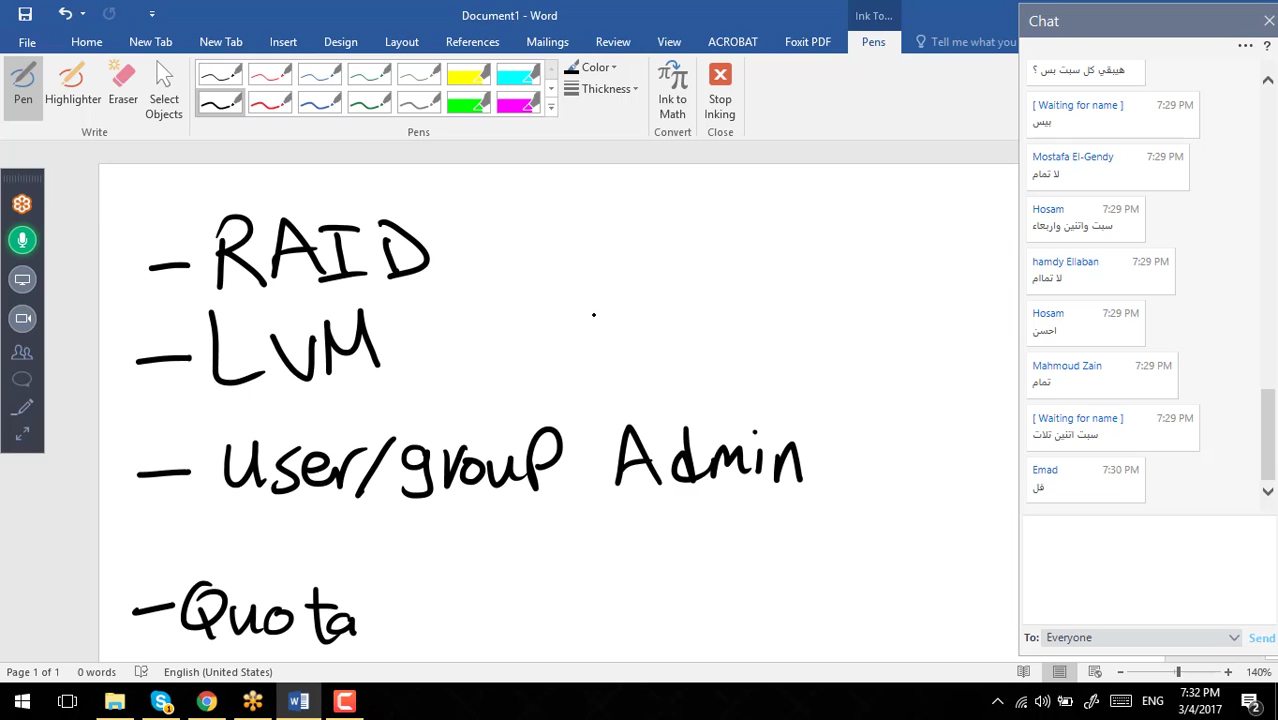 Document1 - Word
Ink To...
Chat
File
Home
New Tab
New Tab
Insert
Design
Layout
References
Mailings
Review
View
ACROBAT
Foxit PDF
Pens
Tell me what you
Pen
Highlighter
Eraser
Select
Objects
Color
Thickness
Ink to
Math
Stop
Inking
Write
Pens
Convert
Close
- RAID
- LVM
- User/group Admin
- Quota
هيبقي كل سبت بس ؟
[ Waiting for name ] 7:29 PM
بيس
Mostafa El-Gendy 7:29 PM
لا تمام
Hosam 7:29 PM
سبت واتنين واربعاء
hamdy Ellaban 7:29 PM
لا تماام
Hosam 7:29 PM
احسن
Mahmoud Zain 7:29 PM
تمام
[ Waiting for name ] 7:29 PM
سبت اتنين تلات
Emad 7:30 PM
فل
To: Everyone
Send
Page 1 of 1
0 words
English (United States)
140%
ENG
7:32 PM
3/4/2017
2